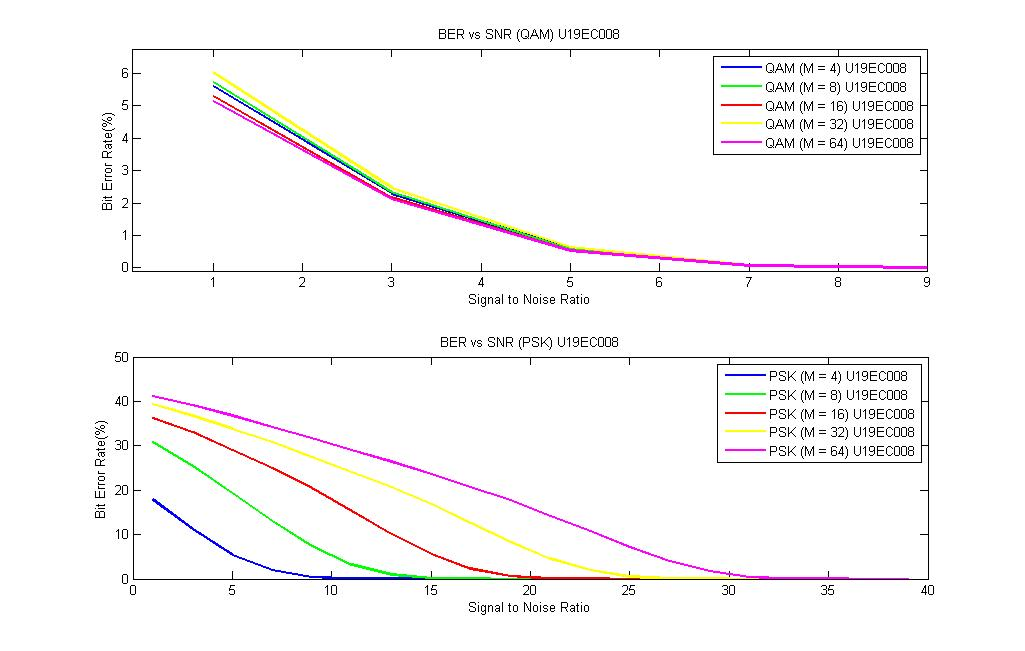 BER vs SNR (QAM) U19EC008
QAM (M = 4) U19EC008
QAM (M = 8) U19EC008
QAM (M = 16) U19EC008
QAM (M = 32) U19EC008
QAM (M = 64) U19EC008
Bit Error Rate(%)
6
5
4
3
2
1
0
1 2 3 4 5 6 7 8 9
Signal to Noise Ratio
BER vs SNR (PSK) U19EC008
PSK (M = 4) U19EC008
PSK (M = 8) U19EC008
PSK (M = 16) U19EC008
PSK (M = 32) U19EC008
PSK (M = 64) U19EC008
Bit Error Rate(%)
50
40
30
20
10
0
0 5 10 15 20 25 30 35 40
Signal to Noise Ratio